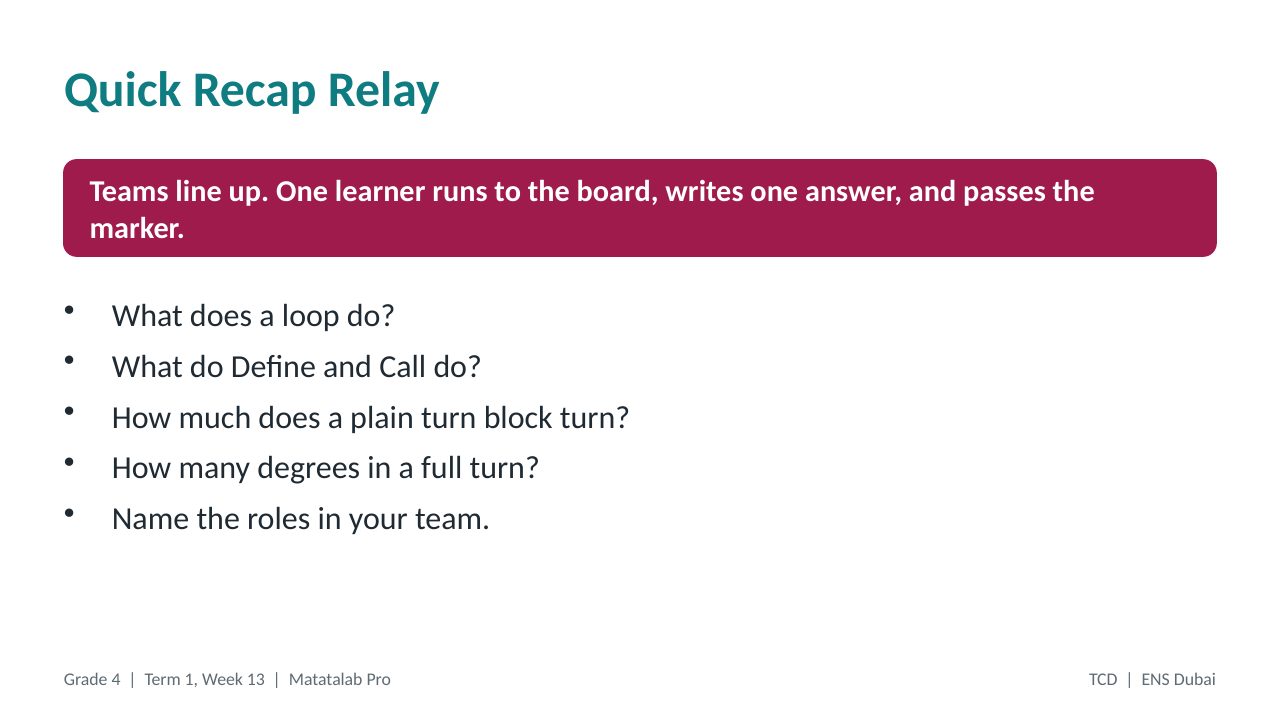 Quick Recap Relay
Teams line up. One learner runs to the board, writes one answer, and passes the
marker.
• What does a loop do?
• What do Define and Call do?
• How much does a plain turn block turn?
• How many degrees in a full turn?
• Name the roles in your team.
Grade 4 | Term 1, Week 13 | Matatalab Pro
TCD | ENS Dubai